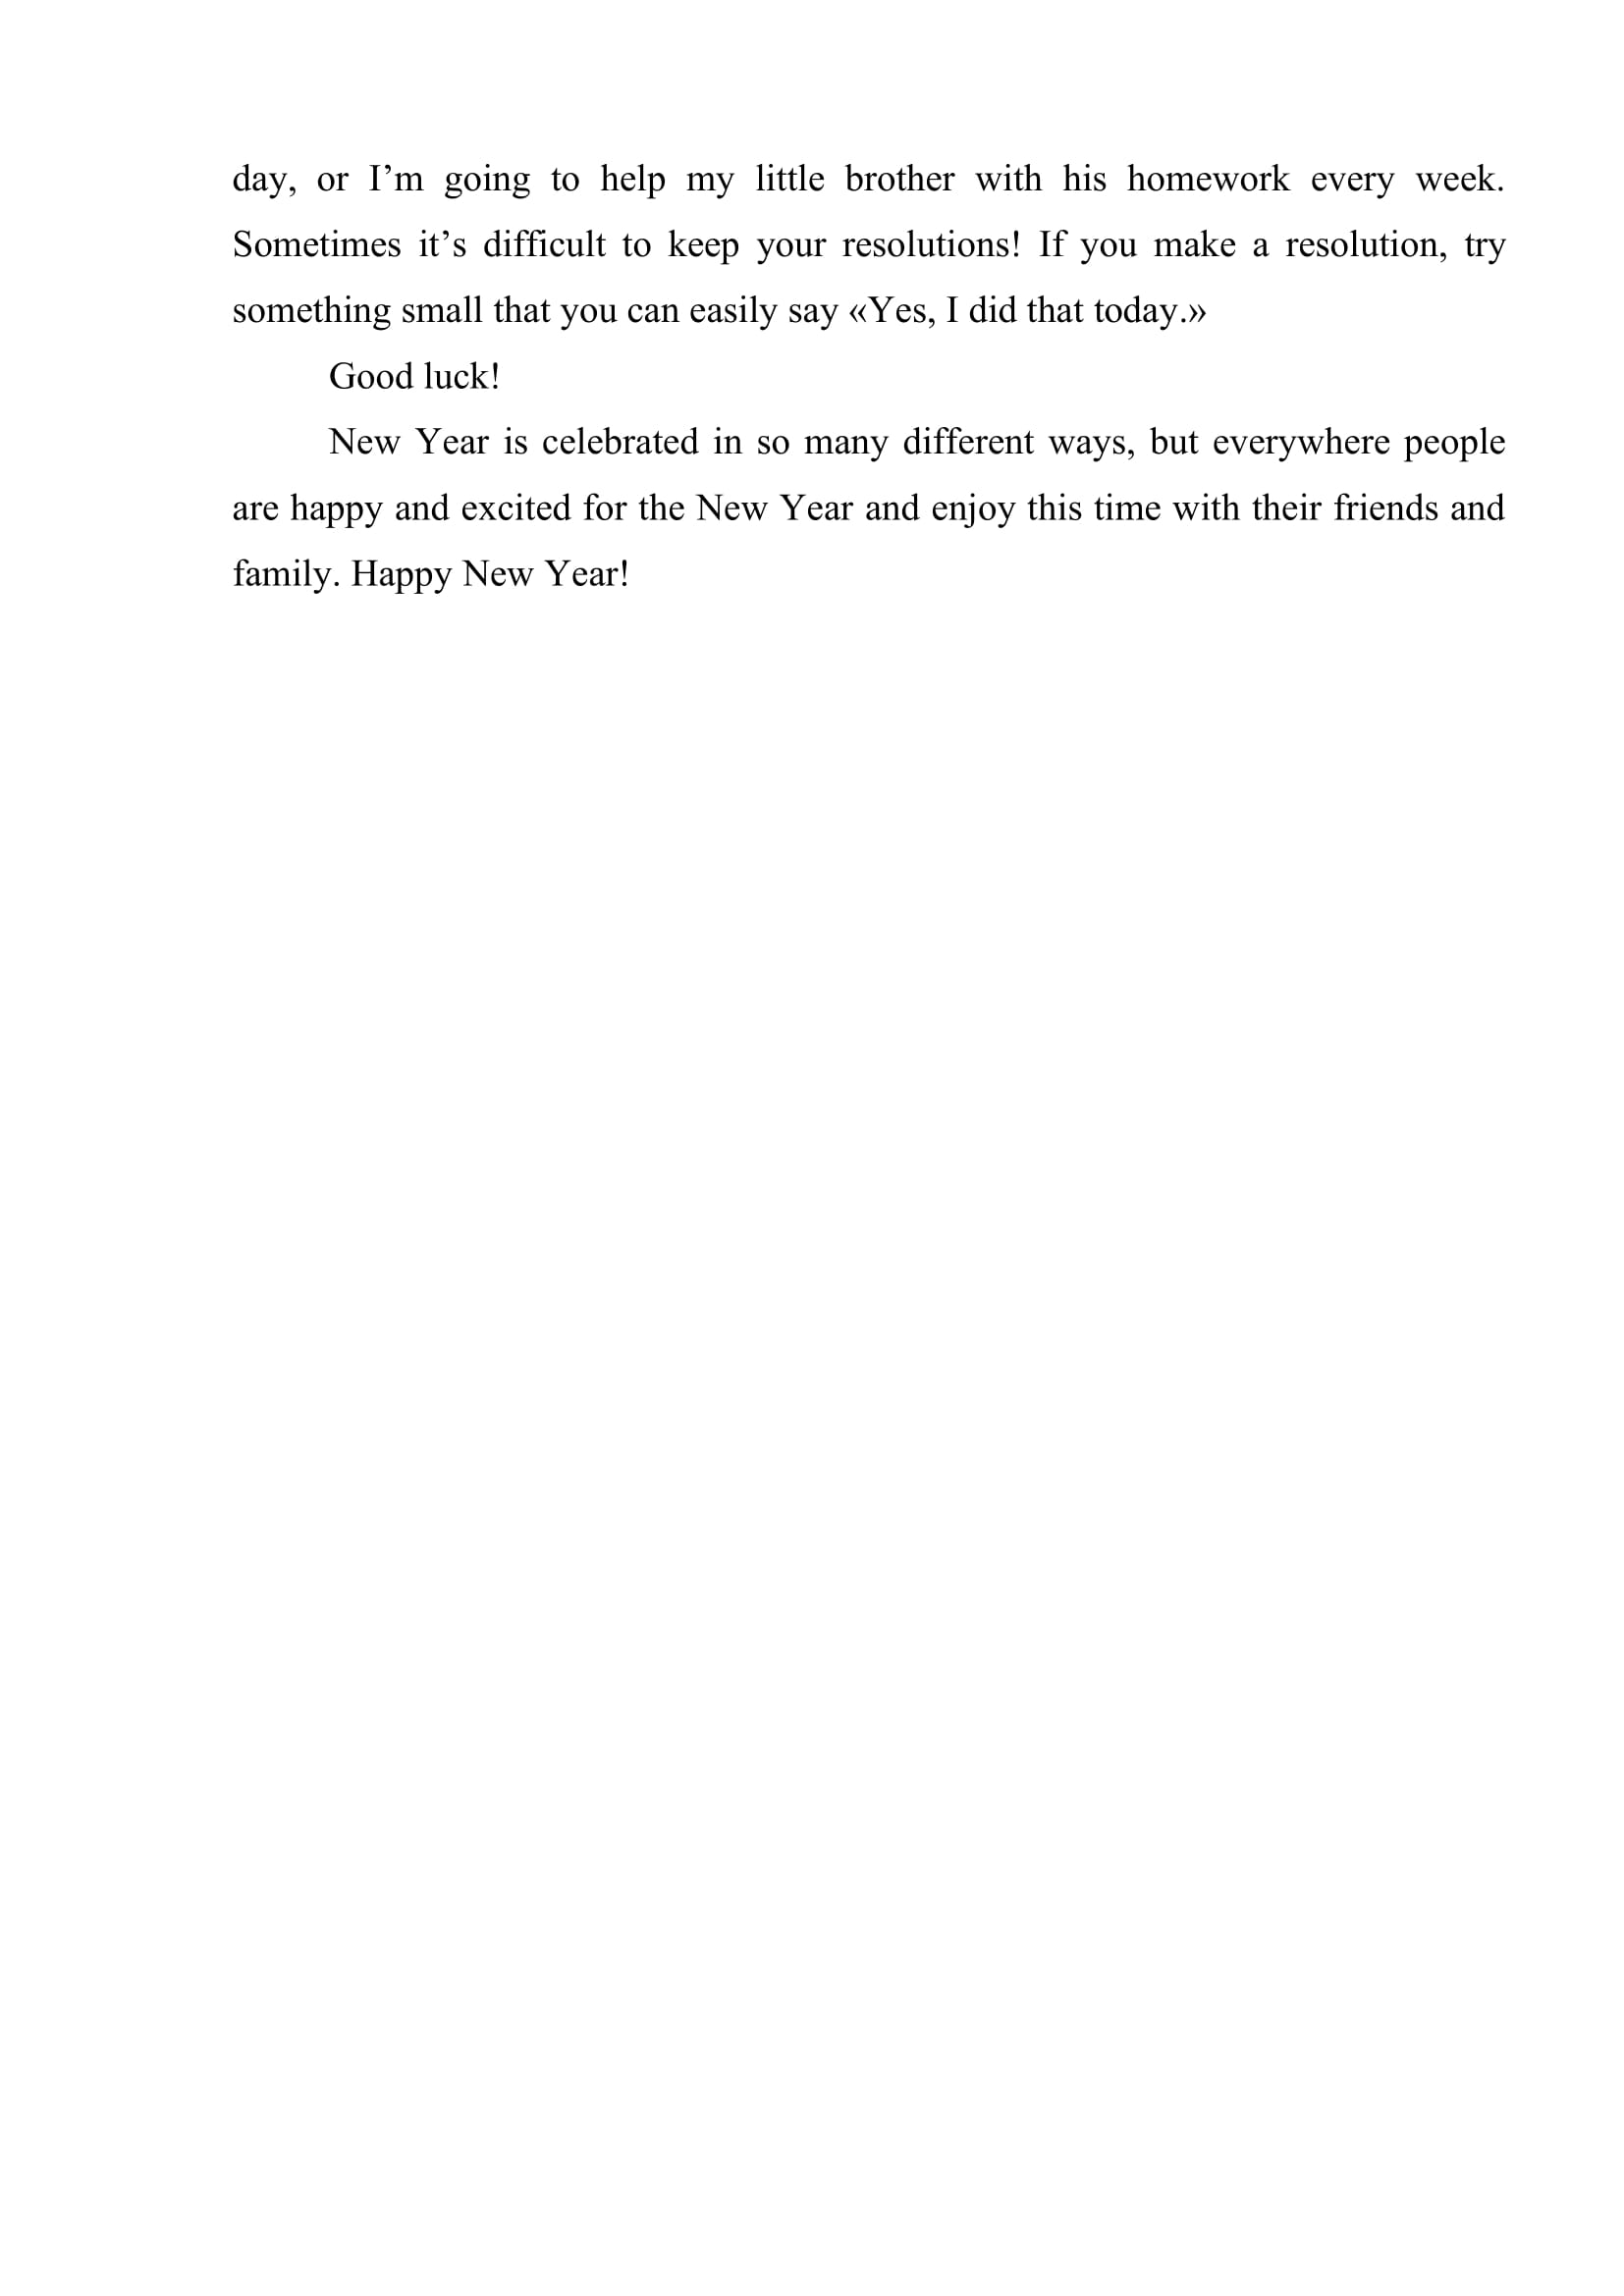 day, or I’m going to help my little brother with his homework every week.
Sometimes it’s difficult to keep your resolutions! If you make a resolution, try
something small that you can easily say «Yes, I did that today.»
Good luck!
New Year is celebrated in so many different ways, but everywhere people
are happy and excited for the New Year and enjoy this time with their friends and
family. Happy New Year!